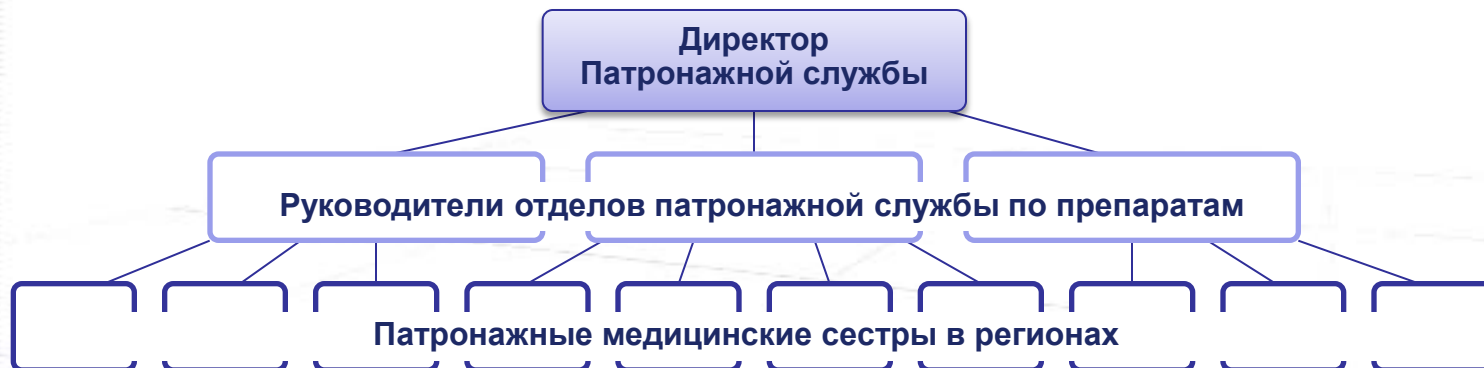 Директор
Патронажной службы
Руководители отделов патронажной службы по препаратам
Патронажные медицинские сестры в регионах